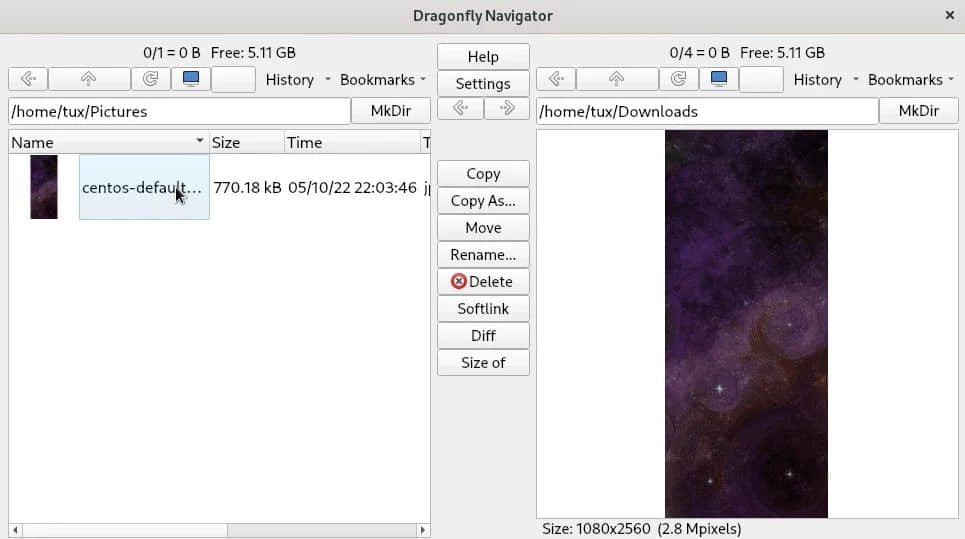 Dragonfly Navigator
0/1 = 0 B Free: 5.11 GB
History
Bookmarks
/home/tux/Pictures
MkDir
Name
Size
Time
T
centos-default...
770.18 kB
05/10/22 22:03:46
Help
Settings
Copy
Copy As...
Move
Rename...
Delete
Softlink
Diff
Size of
0/4 = 0 B Free: 5.11 GB
History
Bookmarks
/home/tux/Downloads
MkDir
Size: 1080x2560 (2.8 Mpixels)